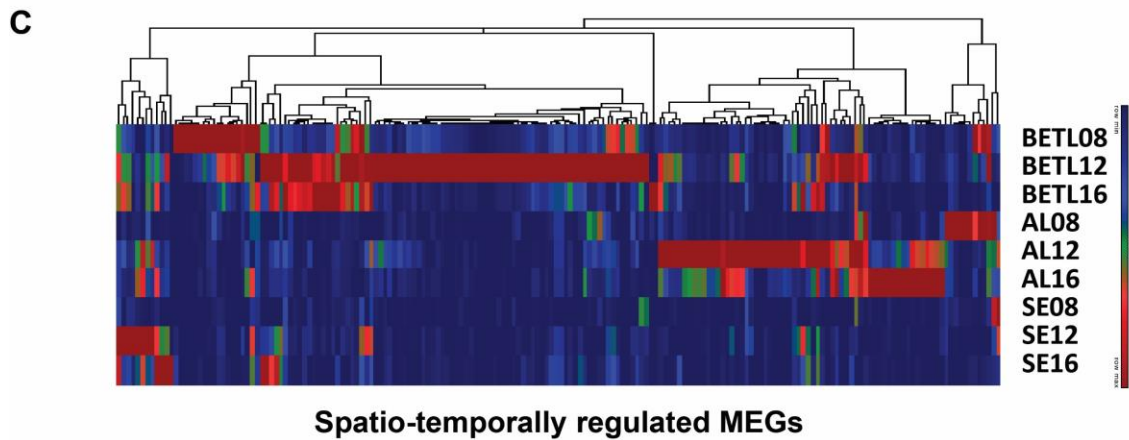 C
row min
BETL08
BETL12
BETL16
AL08
AL12
AL16
SE08
SE12
SE16
row max
Spatio-temporally regulated MEGs